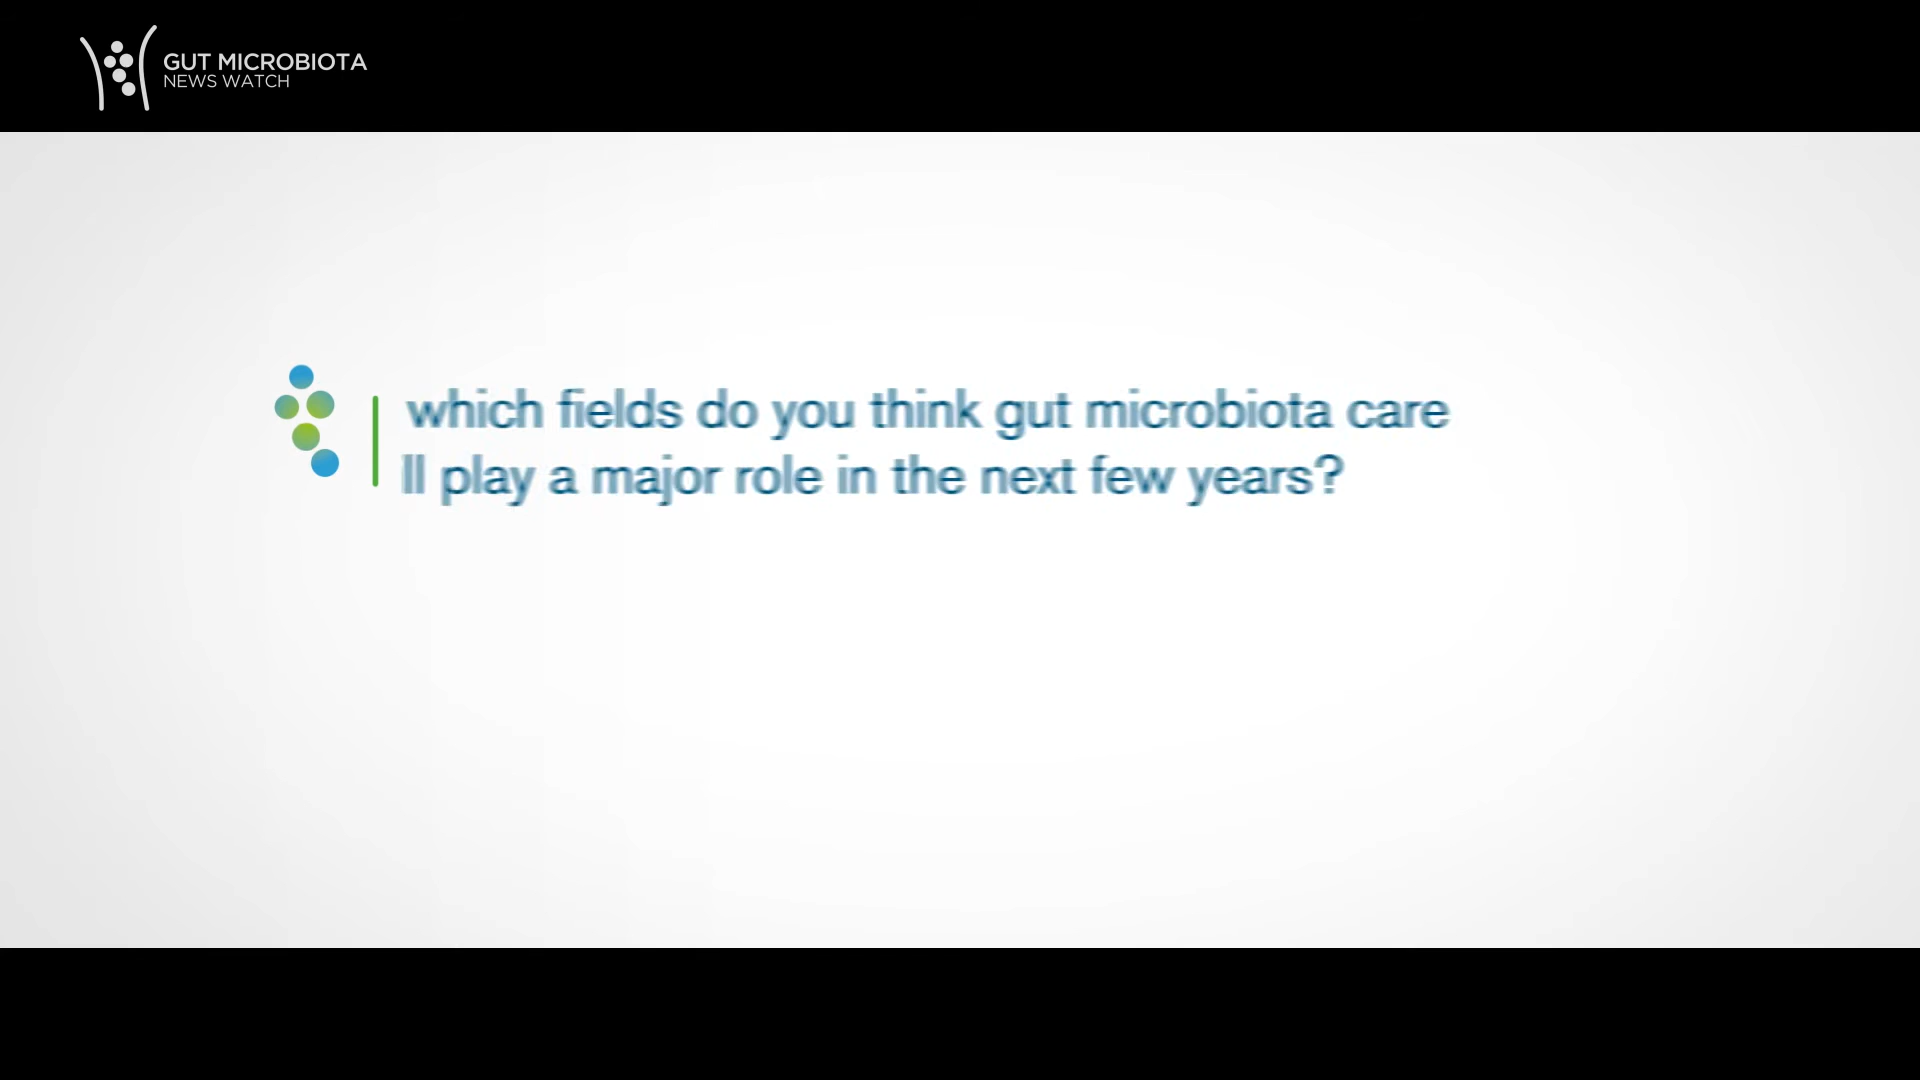 GUT MICROBIOTA
NEWS WATCH
which fields do you think gut microbiota care
ll play a major role in the next few years?